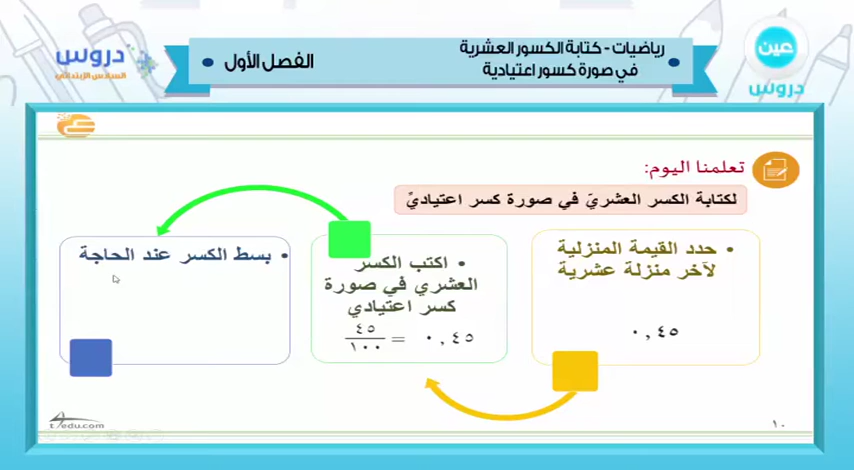 رياضيات - كتابة الكسور العشرية
في صورة كسور اعتيادية
الفصل الأول
عين
دروس
دروس
السادس الإبتدائي
تعلمنا اليوم:
لكتابة الكسر العشريَ في صورة كسر اعتياديٍّ
• حدد القيمة المنزلية
لآخر منزلة عشرية
٠,٤٥
• اكتب الكسر
العشري في صورة
كسر اعتيادي
٠,٤٥ = ٤٥/١٠٠
• بسط الكسر عند الحاجة
t4edu.com
١٠